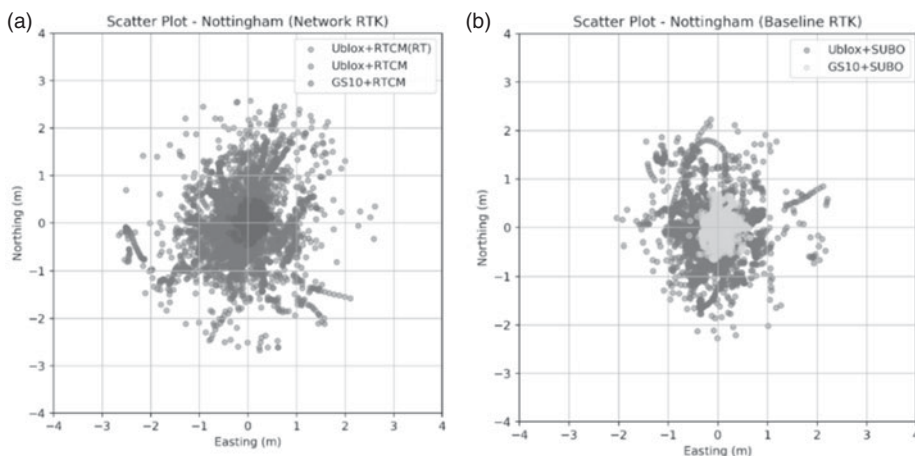 (a)
Scatter Plot - Nottingham (Network RTK)
4
3
2
1
0
−1
−2
−3
−4
Northing (m)
Ublox+RTCM(RT)
Ublox+RTCM
GS10+RTCM
−4 −3 −2 −1 0 1 2 3 4
Easting (m)
(b)
Scatter Plot - Nottingham (Baseline RTK)
4
3
2
1
0
−1
−2
−3
−4
Northing (m)
Ublox+SUBO
GS10+SUBO
−4 −3 −2 −1 0 1 2 3 4
Easting (m)